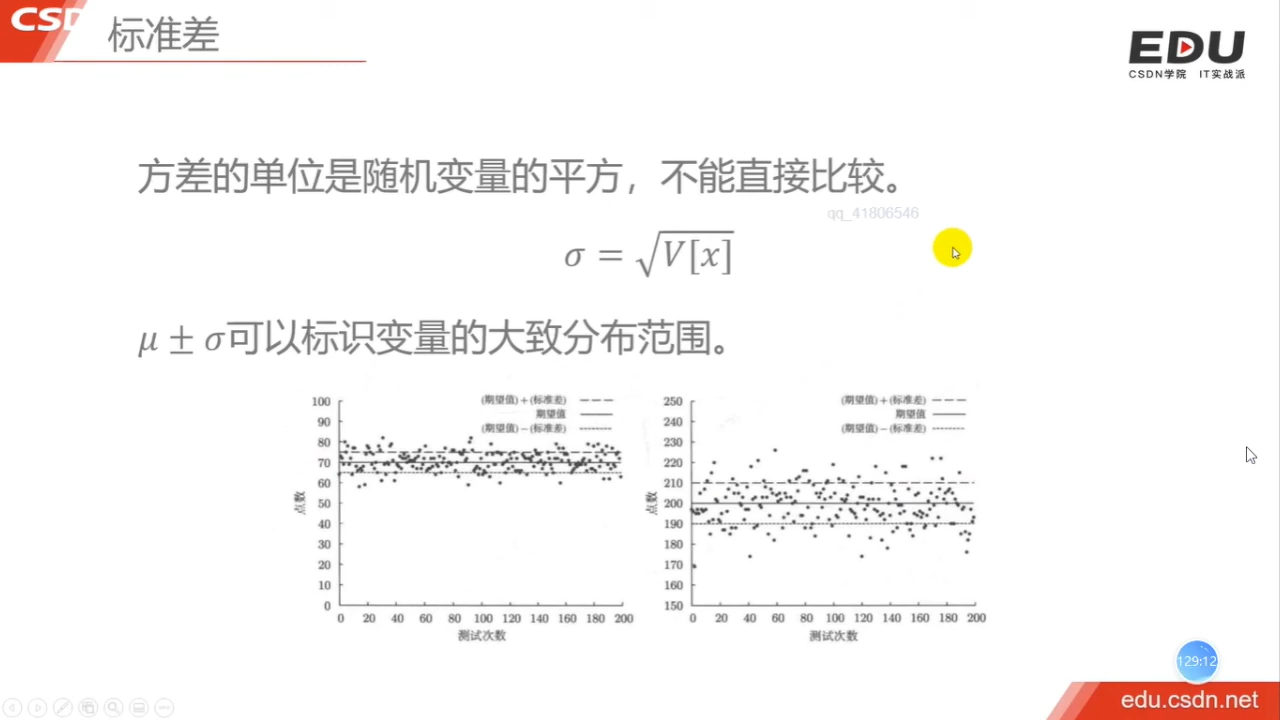 CSD
标准差
EDU
CSDN学院 IT实战派
方差的单位是随机变量的平方，不能直接比较。
qq_41806546
σ = √V[x]
μ ± σ可以标识变量的大致分布范围。
(期望值)+(标准差)
期望值
(期望值)−(标准差)
100
90
80
70
60
50
40
30
20
10
0
点数
0 20 40 60 80 100 120 140 160 180 200
测试次数
(期望值)+(标准差)
期望值
(期望值)−(标准差)
250
240
230
220
210
200
190
180
170
160
150
点数
0 20 40 60 80 100 120 140 160 180 200
测试次数
129:12
edu.csdn.net